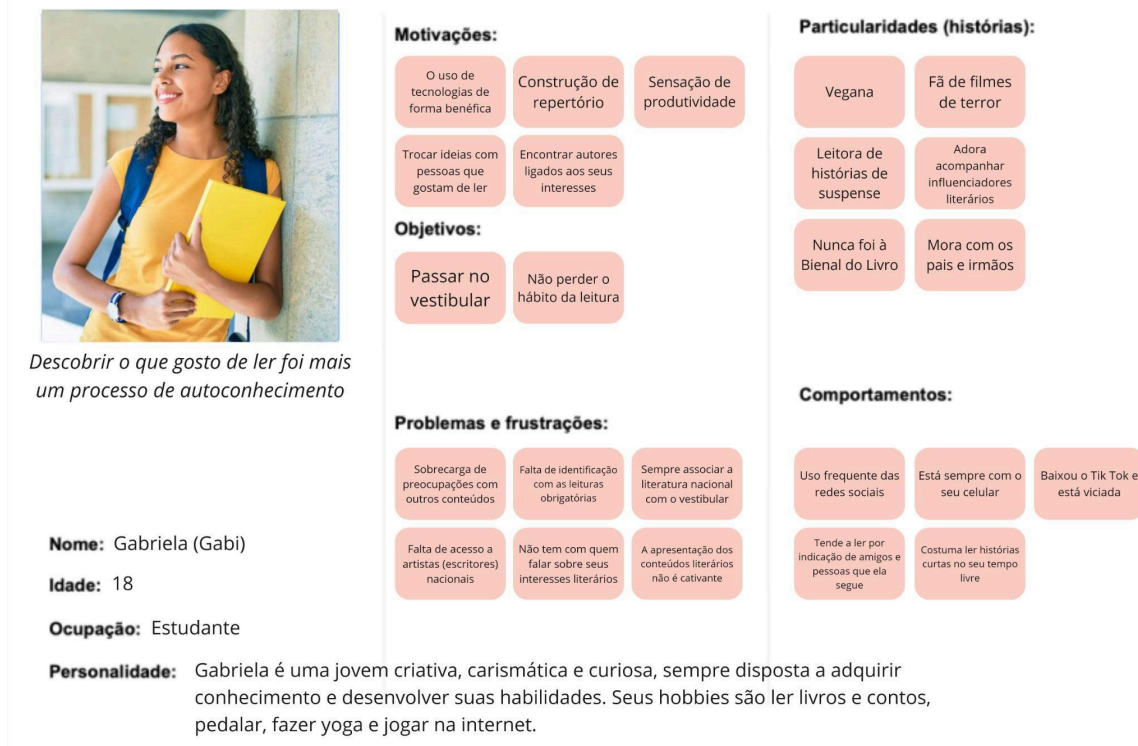 Motivações:
O uso de
tecnologias de
forma benéfica
Construção de
repertório
Sensação de
produtividade
Trocar ideias com
pessoas que
gostam de ler
Encontrar autores
ligados aos seus
interesses
Objetivos:
Passar no
vestibular
Não perder o
hábito da leitura
Particularidades (histórias):
Vegana
Fã de filmes
de terror
Leitora de
histórias de
suspense
Adora
acompanhar
influenciadores
literários
Nunca foi à
Bienal do Livro
Mora com os
pais e irmãos
Descobrir o que gosto de ler foi mais
um processo de autoconhecimento
Problemas e frustrações:
Sobrecarga de
preocupações com
outros conteúdos
Falta de identificação
com as leituras
obrigatórias
Sempre associar a
literatura nacional
com o vestibular
Falta de acesso a
artistas (escritores)
nacionais
Não tem com quem
falar sobre seus
interesses literários
A apresentação dos
conteúdos literários
não é cativante
Comportamentos:
Uso frequente das
redes sociais
Está sempre com o
seu celular
Baixou o Tik Tok e
está viciada
Tende a ler por
indicação de amigos e
pessoas que ela
segue
Costuma ler histórias
curtas no seu tempo
livre
Nome: Gabriela (Gabi)
Idade: 18
Ocupação: Estudante
Personalidade: Gabriela é uma jovem criativa, carismática e curiosa, sempre disposta a adquirir
conhecimento e desenvolver suas habilidades. Seus hobbies são ler livros e contos,
pedalar, fazer yoga e jogar na internet.